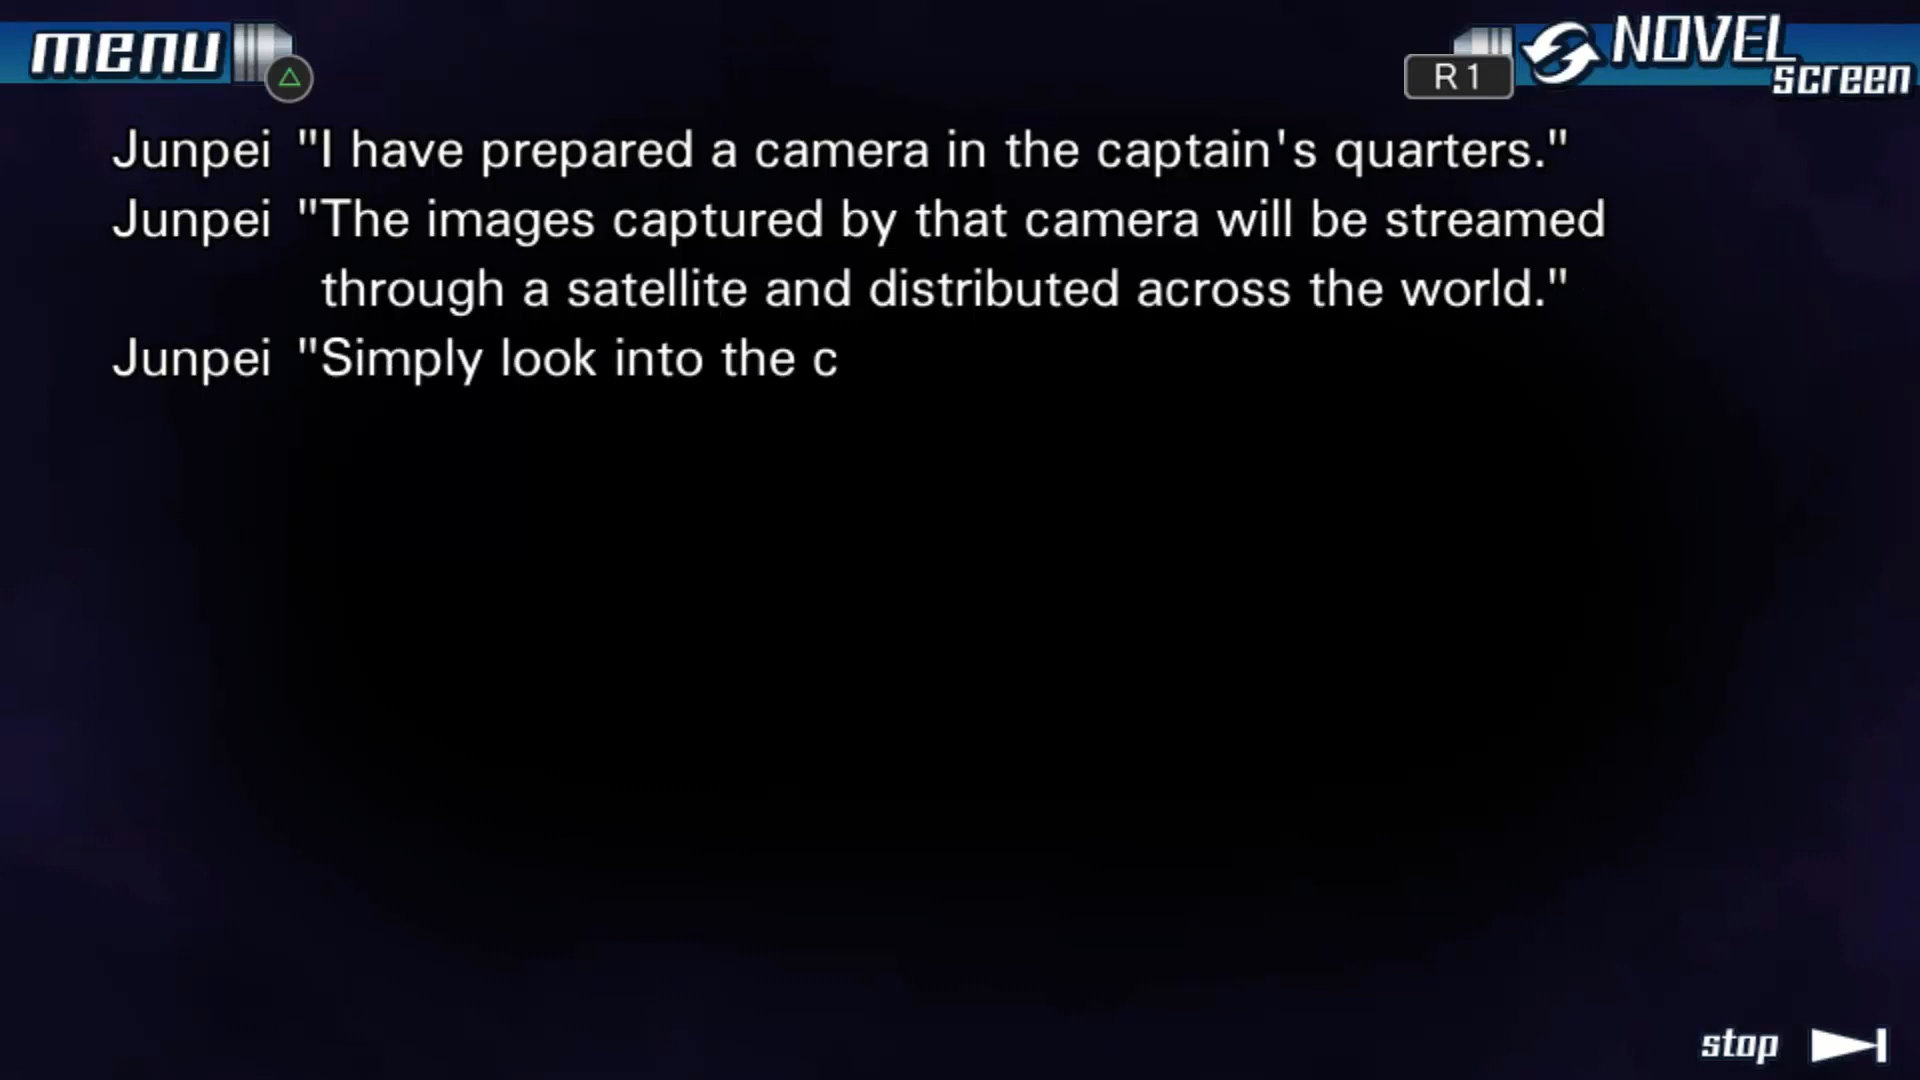 menu
R1
NOVEL
screen
Junpei "I have prepared a camera in the captain's quarters."
Junpei "The images captured by that camera will be streamed
through a satellite and distributed across the world."
Junpei "Simply look into the c
stop